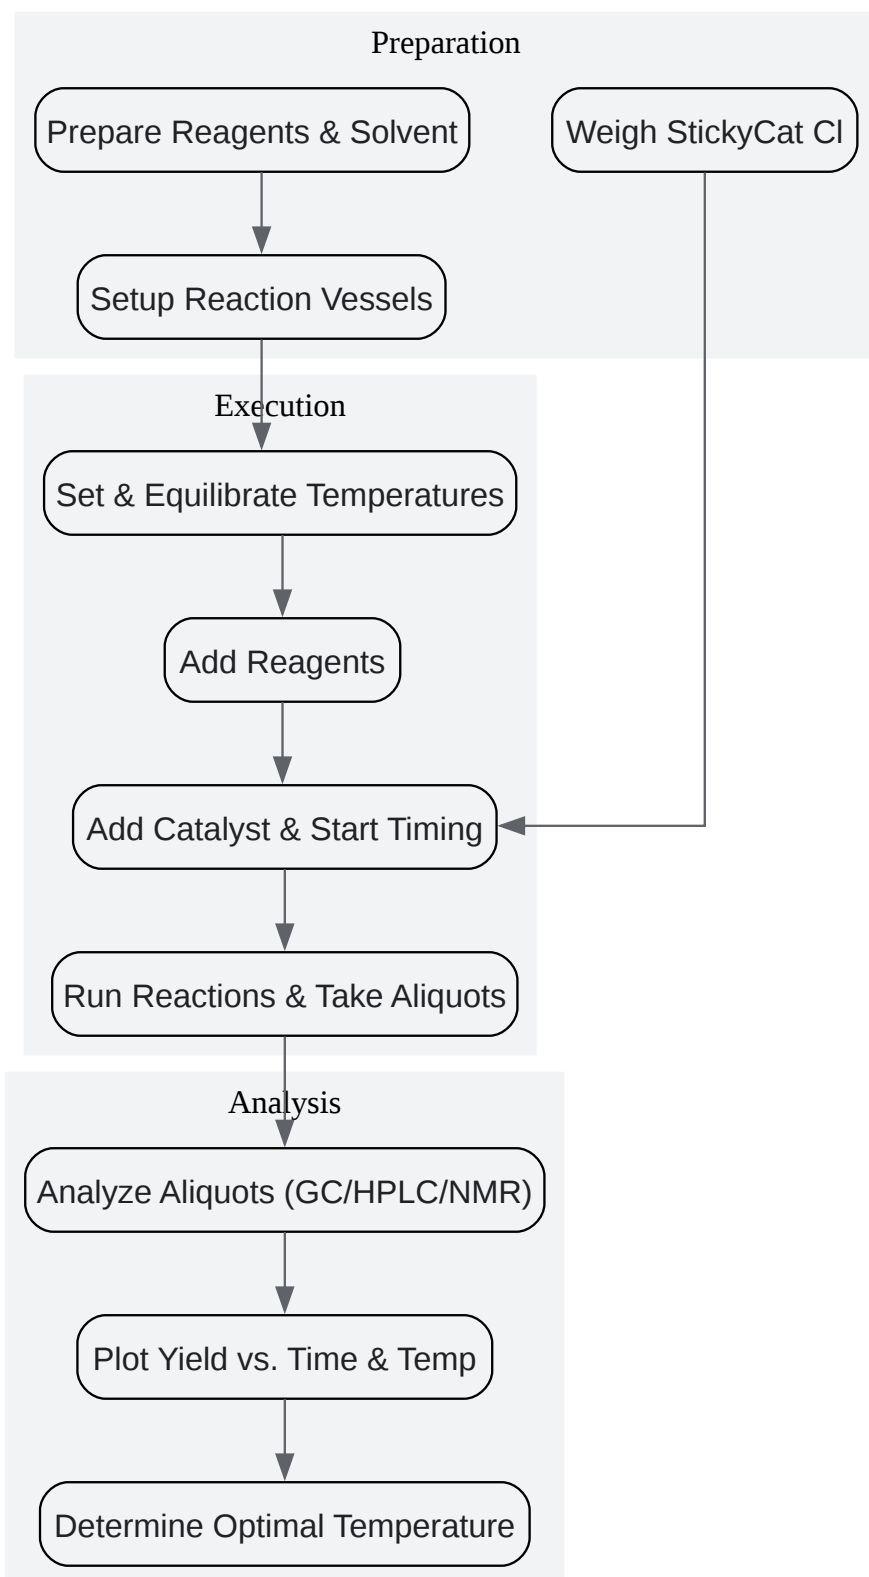 Preparation
Prepare Reagents & Solvent
Weigh StickyCat Cl
Setup Reaction Vessels
Execution
Set & Equilibrate Temperatures
Add Reagents
Add Catalyst & Start Timing
Run Reactions & Take Aliquots
Analysis
Analyze Aliquots (GC/HPLC/NMR)
Plot Yield vs. Time & Temp
Determine Optimal Temperature